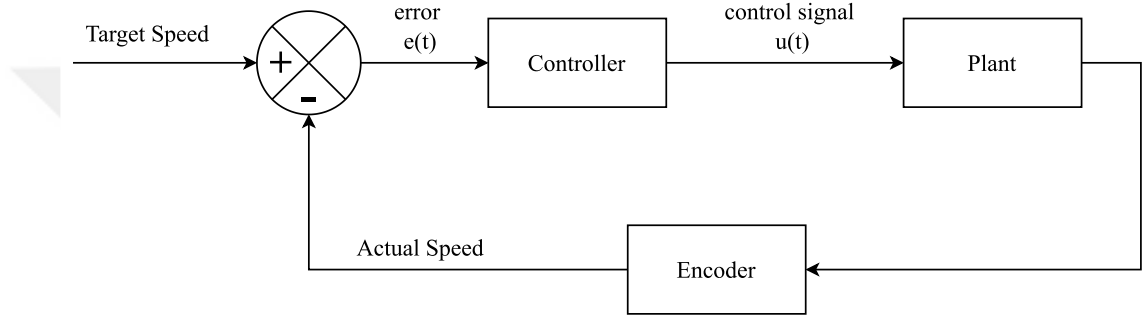 Target Speed
+
-
error
e(t)
Controller
control signal
u(t)
Plant
Actual Speed
Encoder